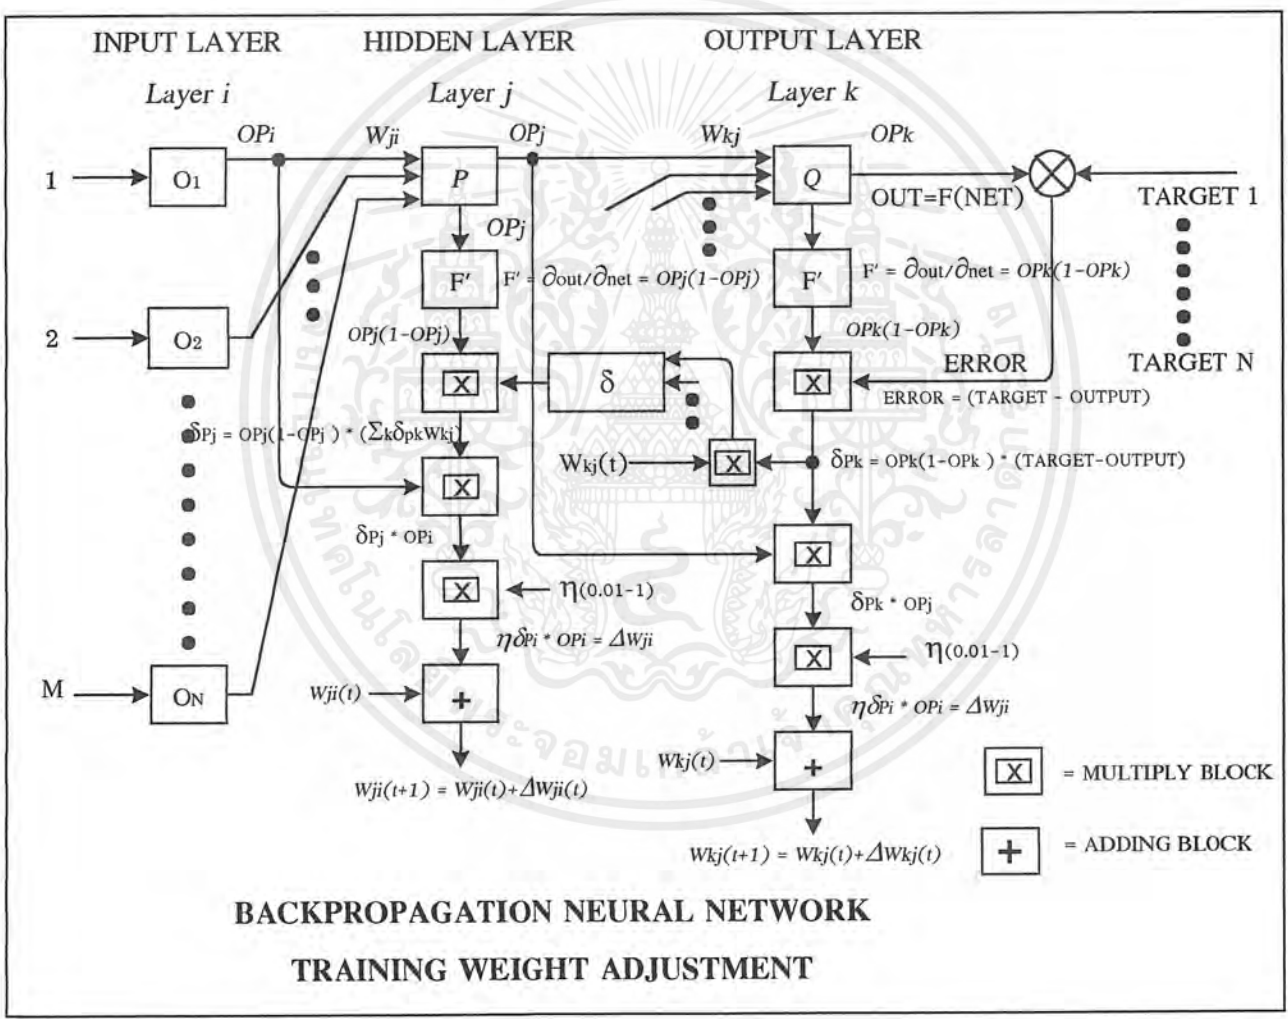 INPUT LAYER HIDDEN LAYER OUTPUT LAYER
Layer i Layer j Layer k
OPi Wji OPj Wkj OPk
1 O1 P Q TARGET 1
OUT=F(NET)
OPj
F′ F′ = ∂out/∂net = OPj(1-OPj) F′ F′ = ∂out/∂net = OPk(1-OPk)
2 O2 OPj(1-OPj) OPk(1-OPk)
TARGET N
X δ X ERROR
ERROR = (TARGET - OUTPUT)
δPj = OPj(1-OPj ) * (Σkδpkwkj)
Wkj(t) X δPk = OPk(1-OPk ) * (TARGET-OUTPUT)
X
δPj * OPi
X
X η(0.01-1)
δPk * OPj
ηδPi * OPi = ΔWji
X η(0.01-1)
M ON Wji(t) +
ηδPi * OPi = ΔWji
Wkj(t) +
Wji(t+1) = Wji(t)+ΔWji(t)
X = MULTIPLY BLOCK
Wkj(t+1) = Wkj(t)+ΔWkj(t)
+ = ADDING BLOCK
BACKPROPAGATION NEURAL NETWORK
TRAINING WEIGHT ADJUSTMENT